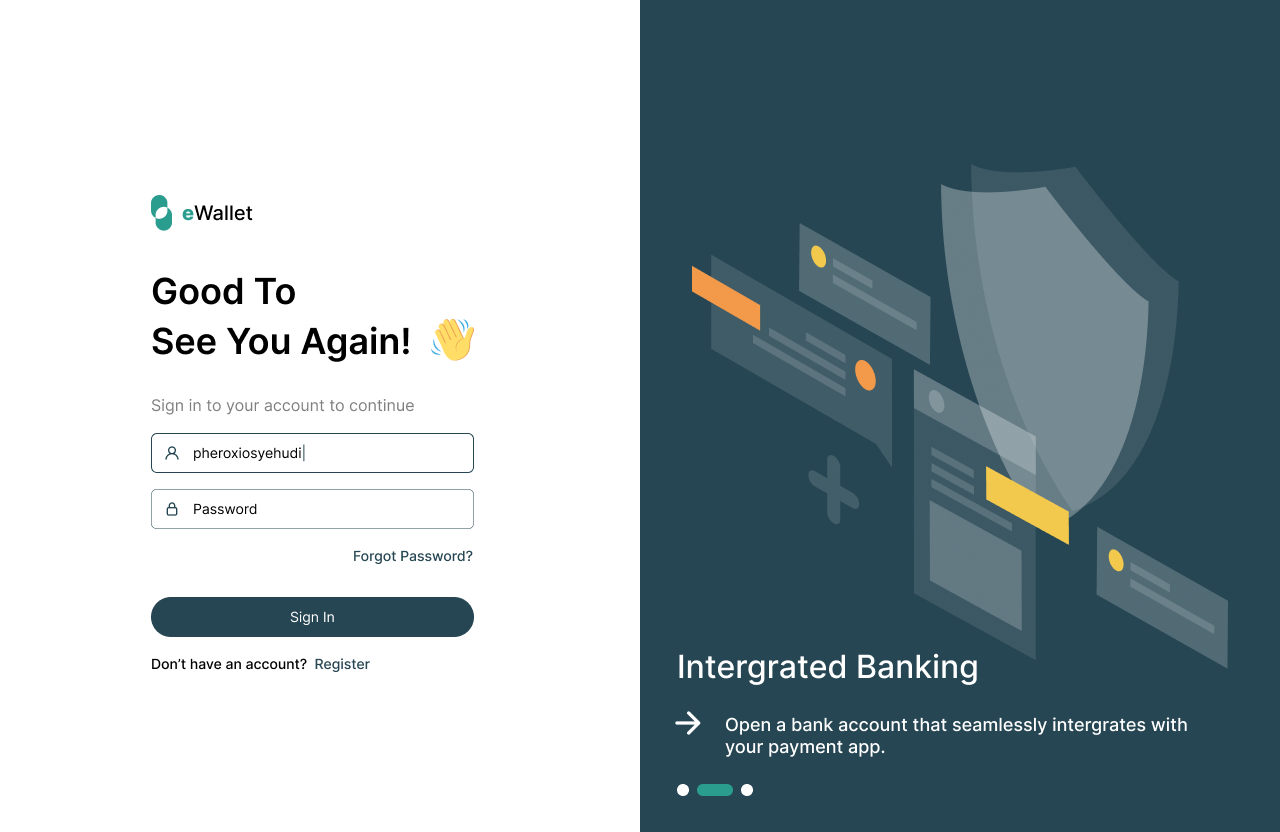 eWallet
Good To
See You Again! 👋
Sign in to your account to continue
pheroxiosyehudi
Password
Forgot Password?
Sign In
Don’t have an account? Register
Intergrated Banking
Open a bank account that seamlessly intergrates with
your payment app.